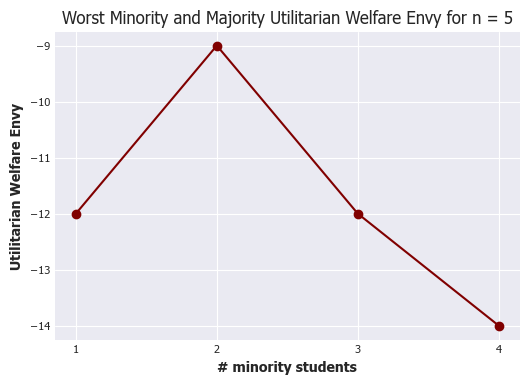 Worst Minority and Majority Utilitarian Welfare Envy for n = 5
Utilitarian Welfare Envy
−9
−10
−11
−12
−13
−14
1 2 3 4
# minority students